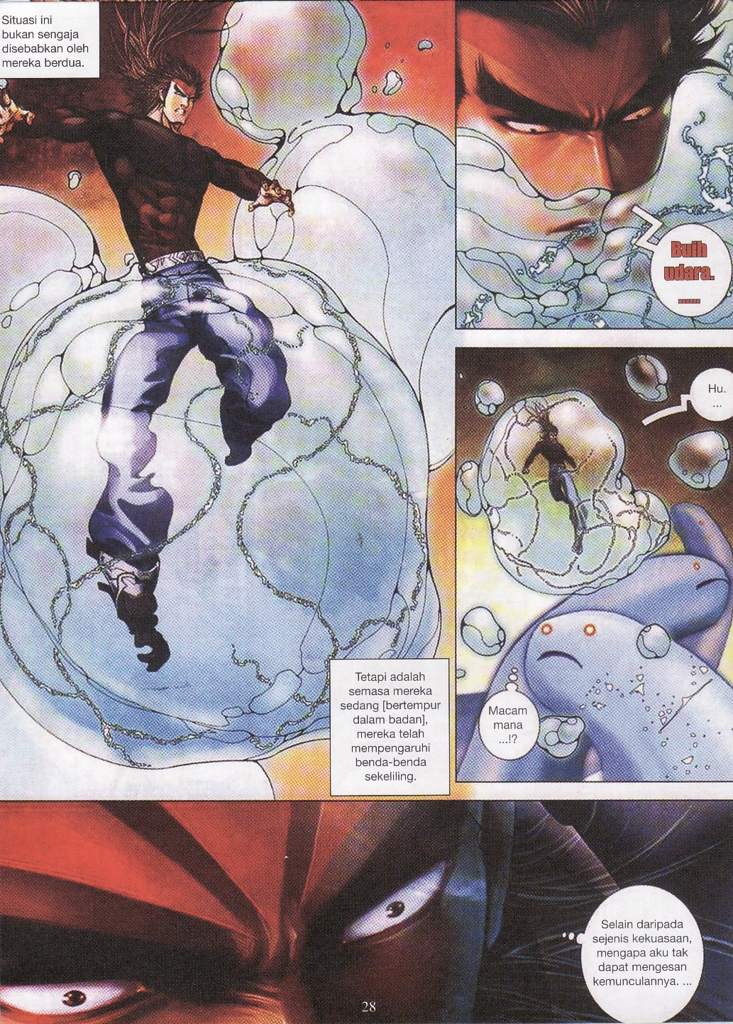 Situasi ini
bukan sengaja
disebabkan oleh
mereka berdua.
Buih
udara.
......
Hu.
...
Macam
mana
...!?
Tetapi adalah
semasa mereka
sedang [bertempur
dalam badan],
mereka telah
mempengaruhi
benda-benda
sekeliling.
Selain daripada
sejenis kekuasaan,
mengapa aku tak
dapat mengesan
kemunculannya. ...
28